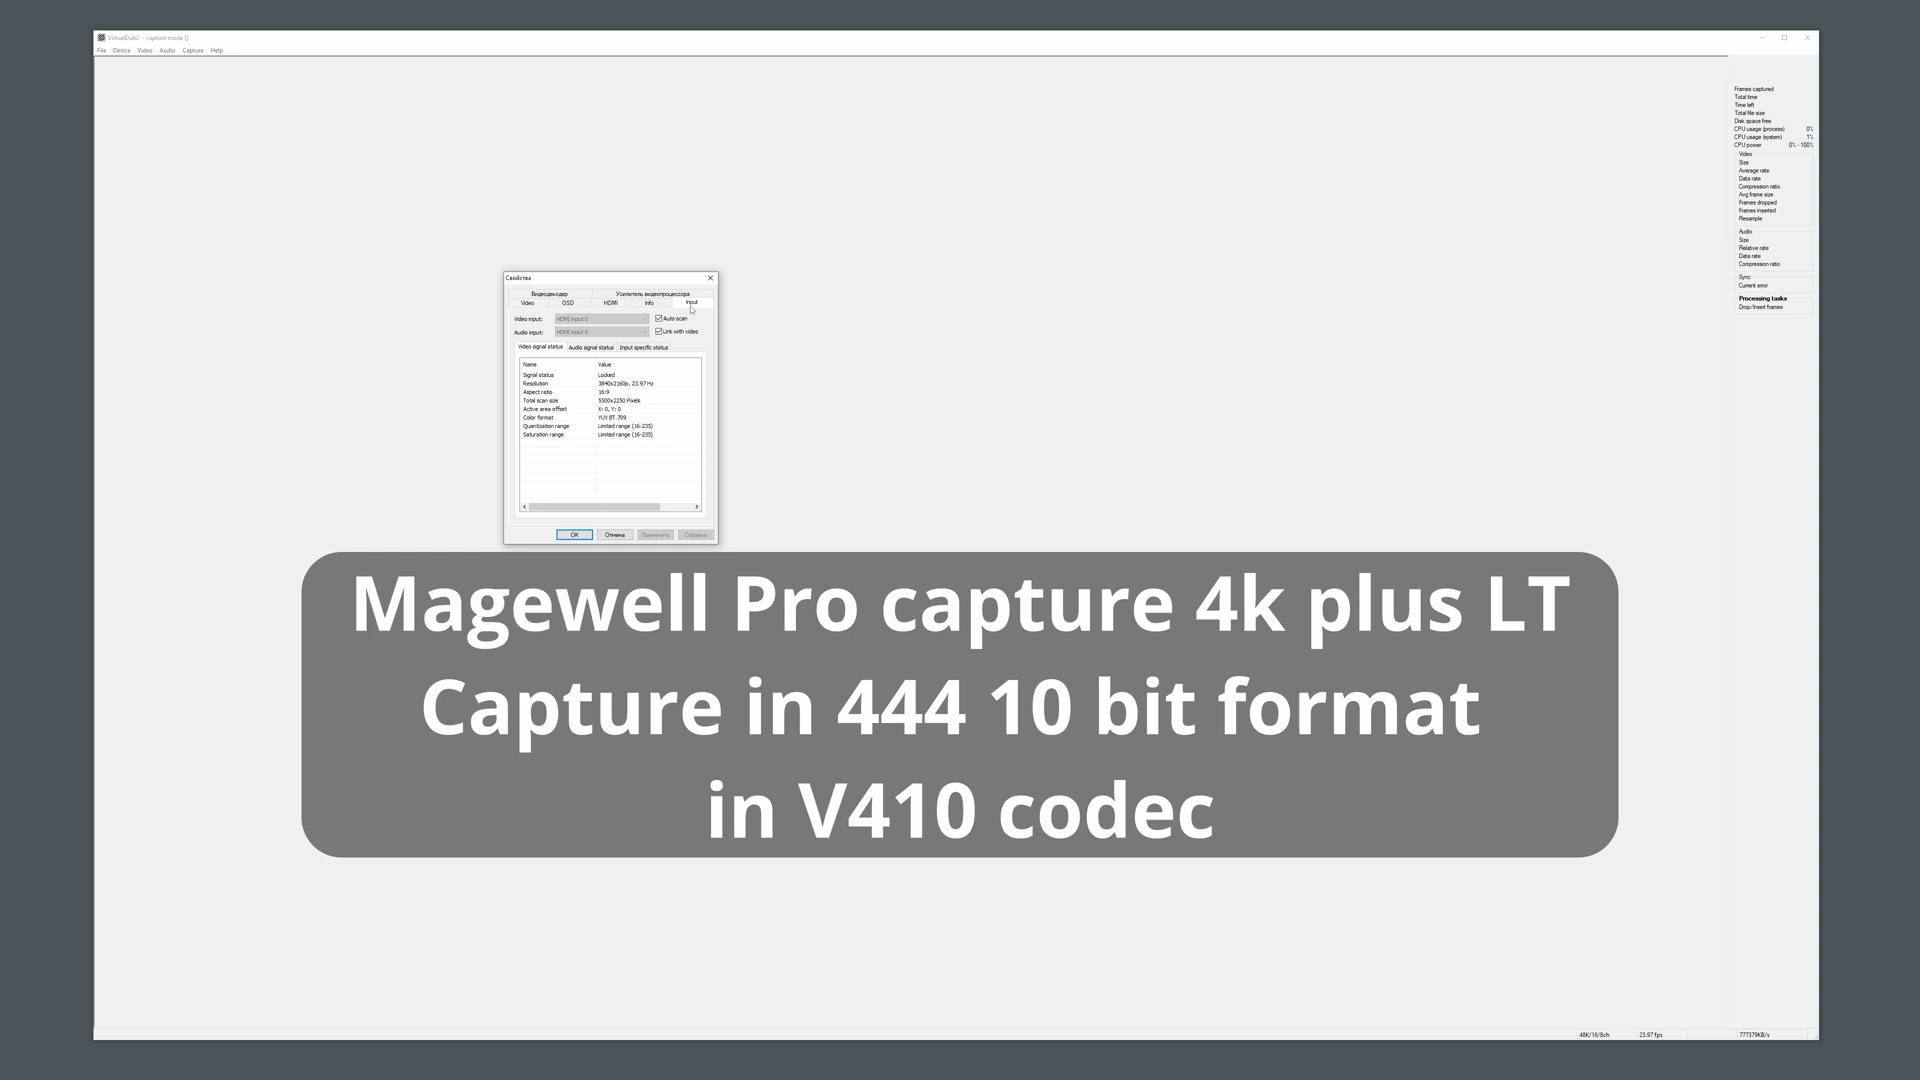 VirtualDub2 - capture mode []
File Device Video Audio Capture Help
Frames captured
Total time
Time left
Total file size
Disk space free
CPU usage (process) 0%
CPU usage (system) 1%
CPU power 0% - 100%
Video
Size
Average rate
Data rate
Compression ratio
Avg frame size
Frames dropped
Frames inserted
Resample
Audio
Size
Relative rate
Data rate
Compression ratio
Sync
Current error
Processing tasks
Drop/Insert frames
Свойства
Видеодекодер Усилитель видеопроцессора
Video OSD HDMI Info Input
Video input: HDMI input 0 Auto scan
Audio input: HDMI input 0 Link with video
Video signal status Audio signal status Input specific status
Name Value
Signal status Locked
Resolution 3840x2160p, 23.97 Hz
Aspect ratio 16:9
Total scan size 5500x2250 Pixels
Active area offset X: 0, Y: 0
Color format YUV BT.709
Quantization range Limited range (16-235)
Saturation range Limited range (16-235)
OK Отмена Применить Справка
Magewell Pro capture 4k plus LT
Capture in 444 10 bit format
in V410 codec
48K/16/8ch 23.97 fps 777379KB/s